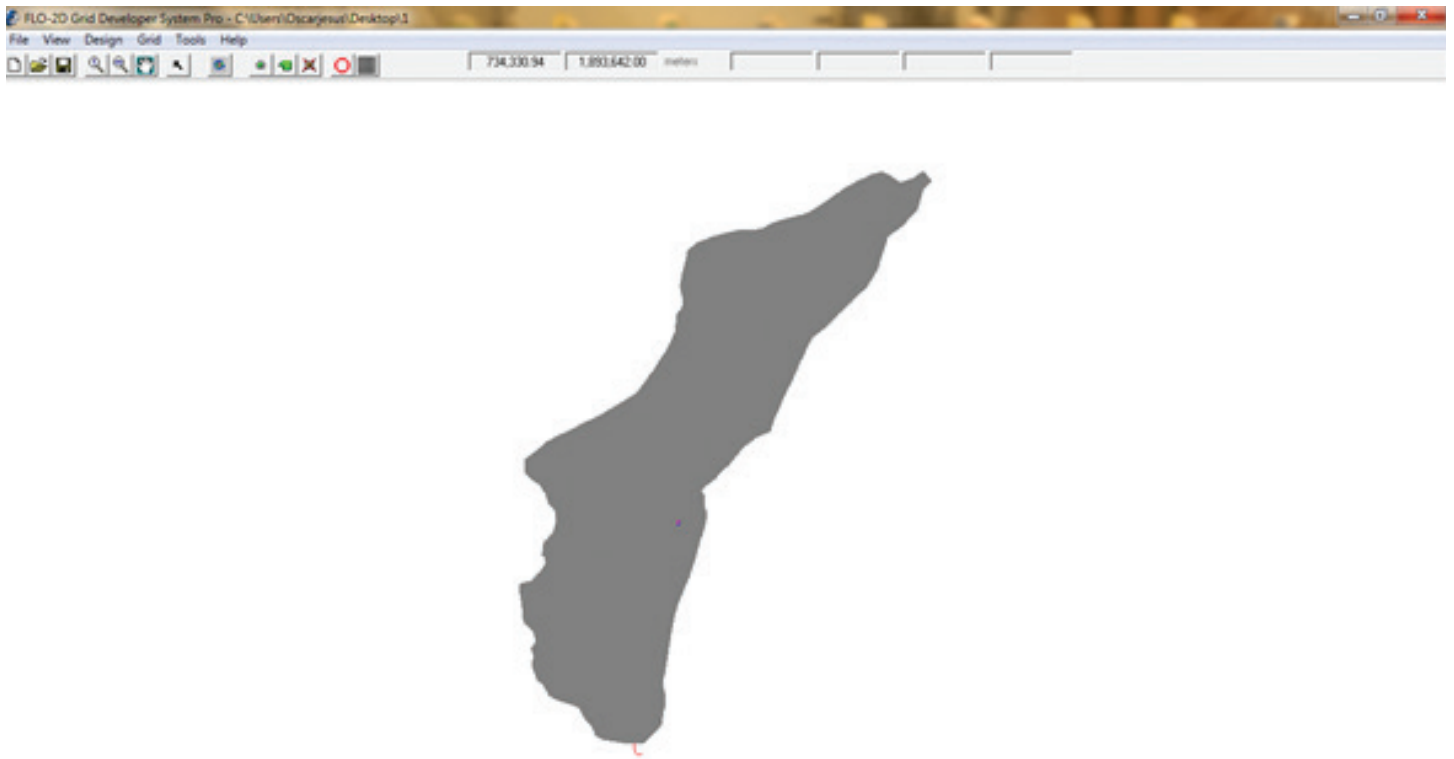 FLO-2D Grid Developer System Pro - C:\Users\Oscarjesus\Desktop\1
File View Design Grid Tools Help
734,330.94 1,893,642.00 meters